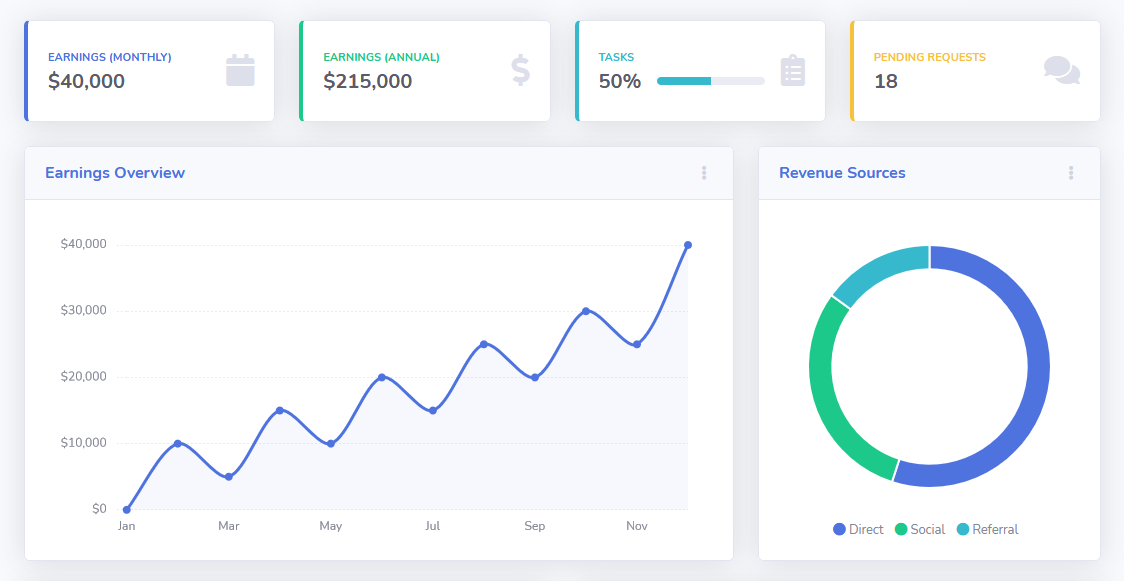 EARNINGS (MONTHLY)
$40,000
EARNINGS (ANNUAL)
$215,000
TASKS
50%
PENDING REQUESTS
18
Earnings Overview
$40,000
$30,000
$20,000
$10,000
$0
Jan Mar May Jul Sep Nov
Revenue Sources
Direct Social Referral